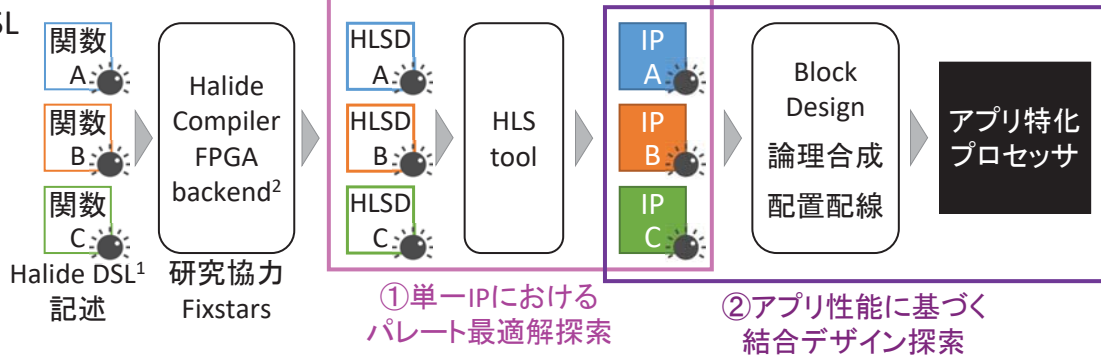 SL
関数
A
関数
B
関数
C
Halide DSL1
記述
Halide
Compiler
FPGA
backend2
研究協力
Fixstars
HLSD
A
HLSD
B
HLSD
C
HLS
tool
IP
A
IP
B
IP
C
Block
Design
論理合成
配置配線
アプリ特化
プロセッサ
①単一IPにおける
パレート最適解探索
②アプリ性能に基づく
結合デザイン探索